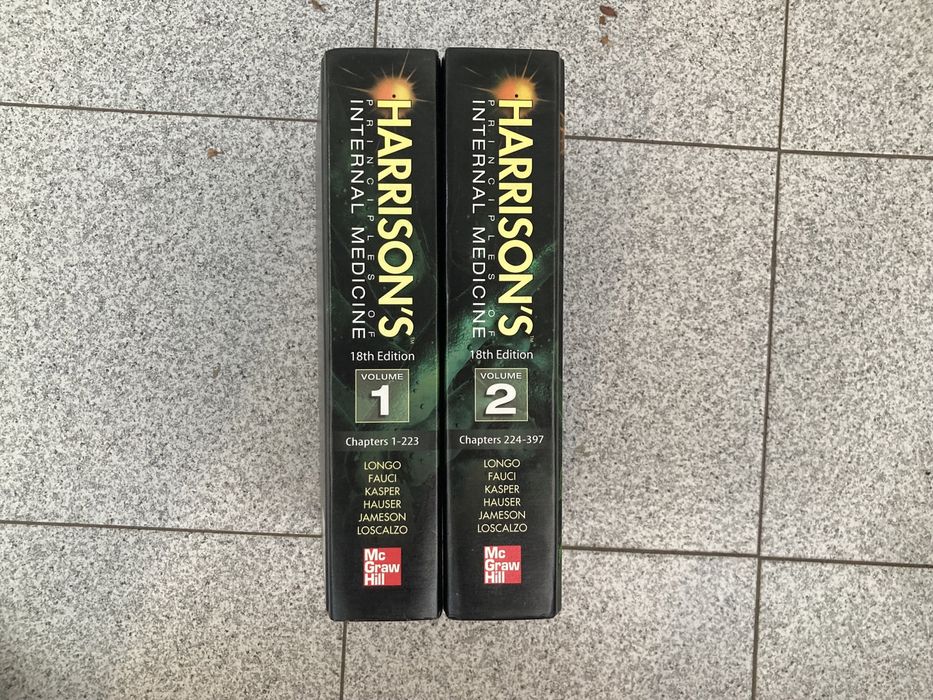 HARRISON'S™
PRINCIPLES OF
INTERNAL MEDICINE
18th Edition
VOLUME
1
Chapters 1-223
LONGO
FAUCI
KASPER
HAUSER
JAMESON
LOSCALZO
Mc
Graw
Hill
HARRISON'S™
PRINCIPLES OF
INTERNAL MEDICINE
18th Edition
VOLUME
2
Chapters 224-397
LONGO
FAUCI
KASPER
HAUSER
JAMESON
LOSCALZO
Mc
Graw
Hill